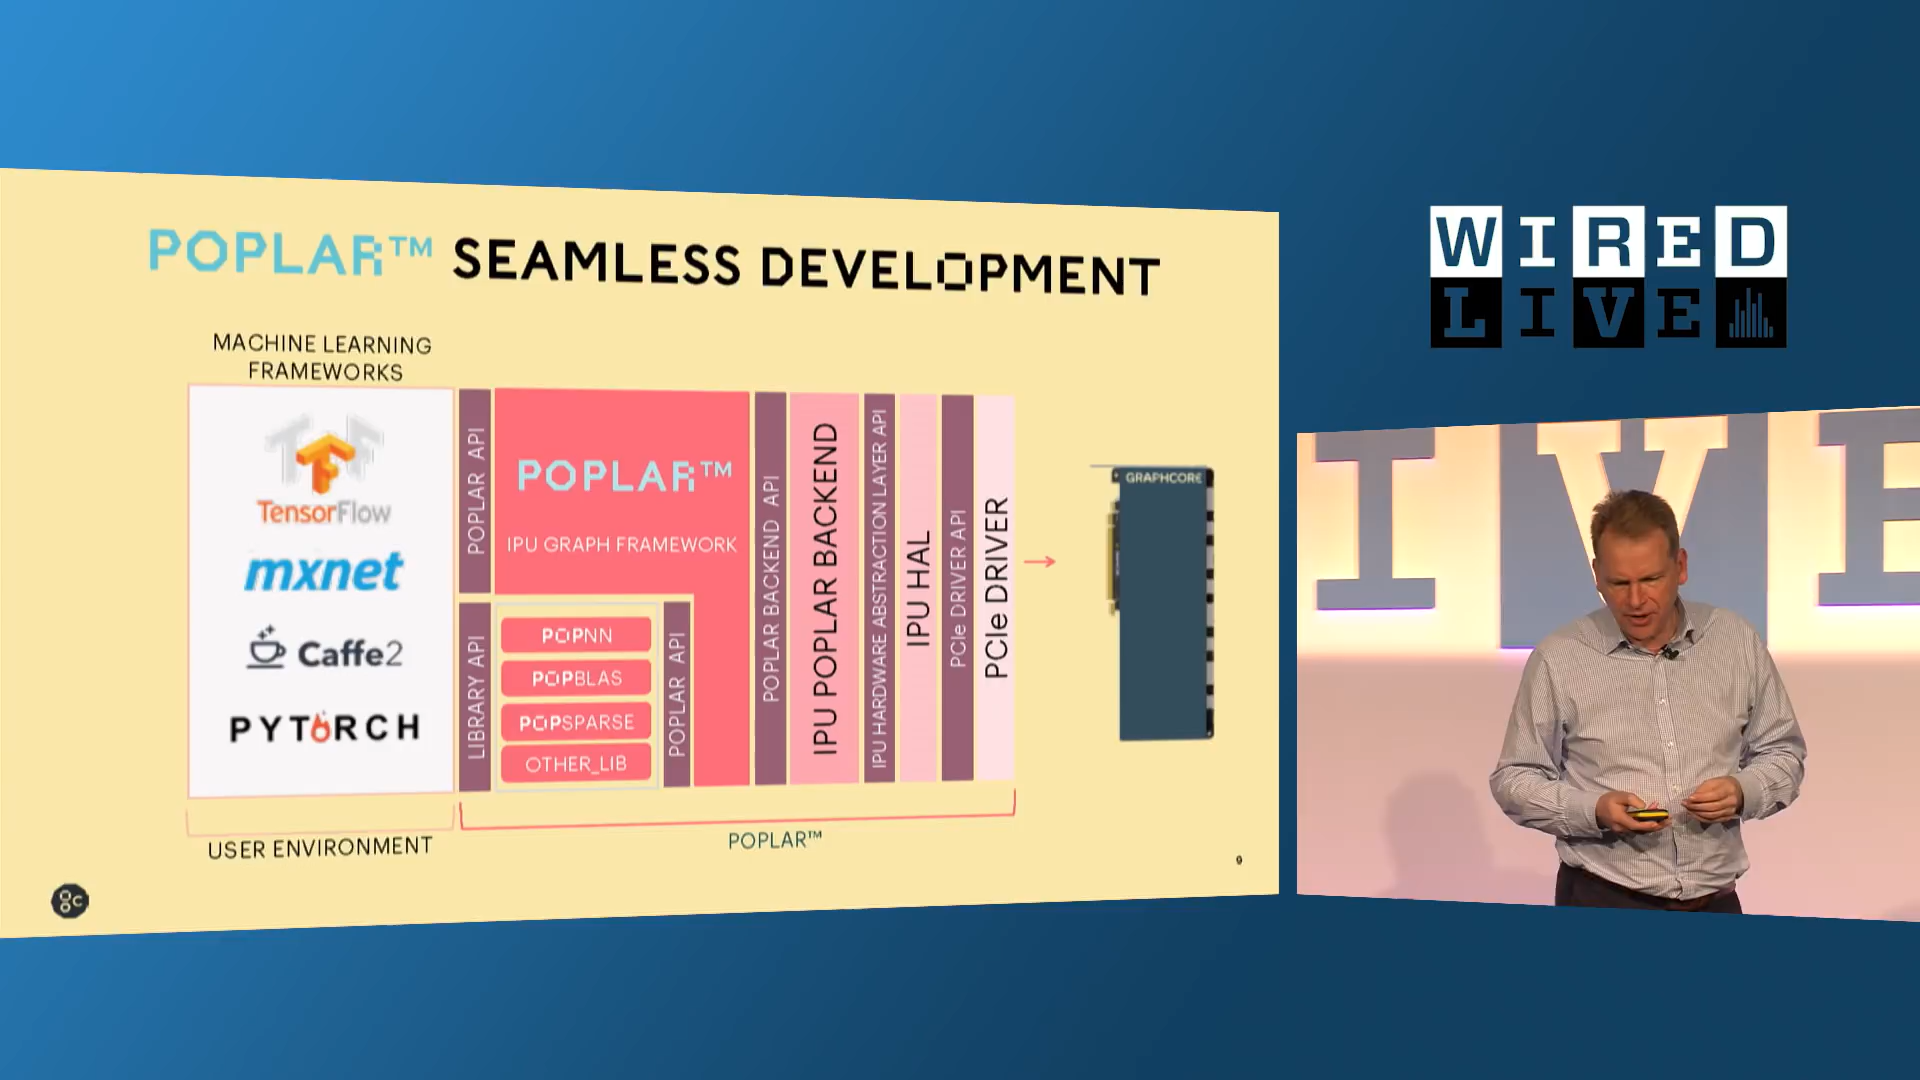 POPLAR™ SEAMLESS DEVELOPMENT
MACHINE LEARNING
FRAMEWORKS
TensorFlow
mxnet
Caffe2
PYTORCH
USER ENVIRONMENT
POPLAR API
LIBRARY API
POPLAR™
IPU GRAPH FRAMEWORK
POPNN
POPBLAS
POPSPARSE
OTHER_LIB
POPLAR API
POPLAR BACKEND API
IPU POPLAR BACKEND
IPU HARDWARE ABSTRACTION LAYER API
IPU HAL
PCIe DRIVER API
PCIe DRIVER
POPLAR™
GRAPHCORE
9
gc
WIRED
LIVE
IVE